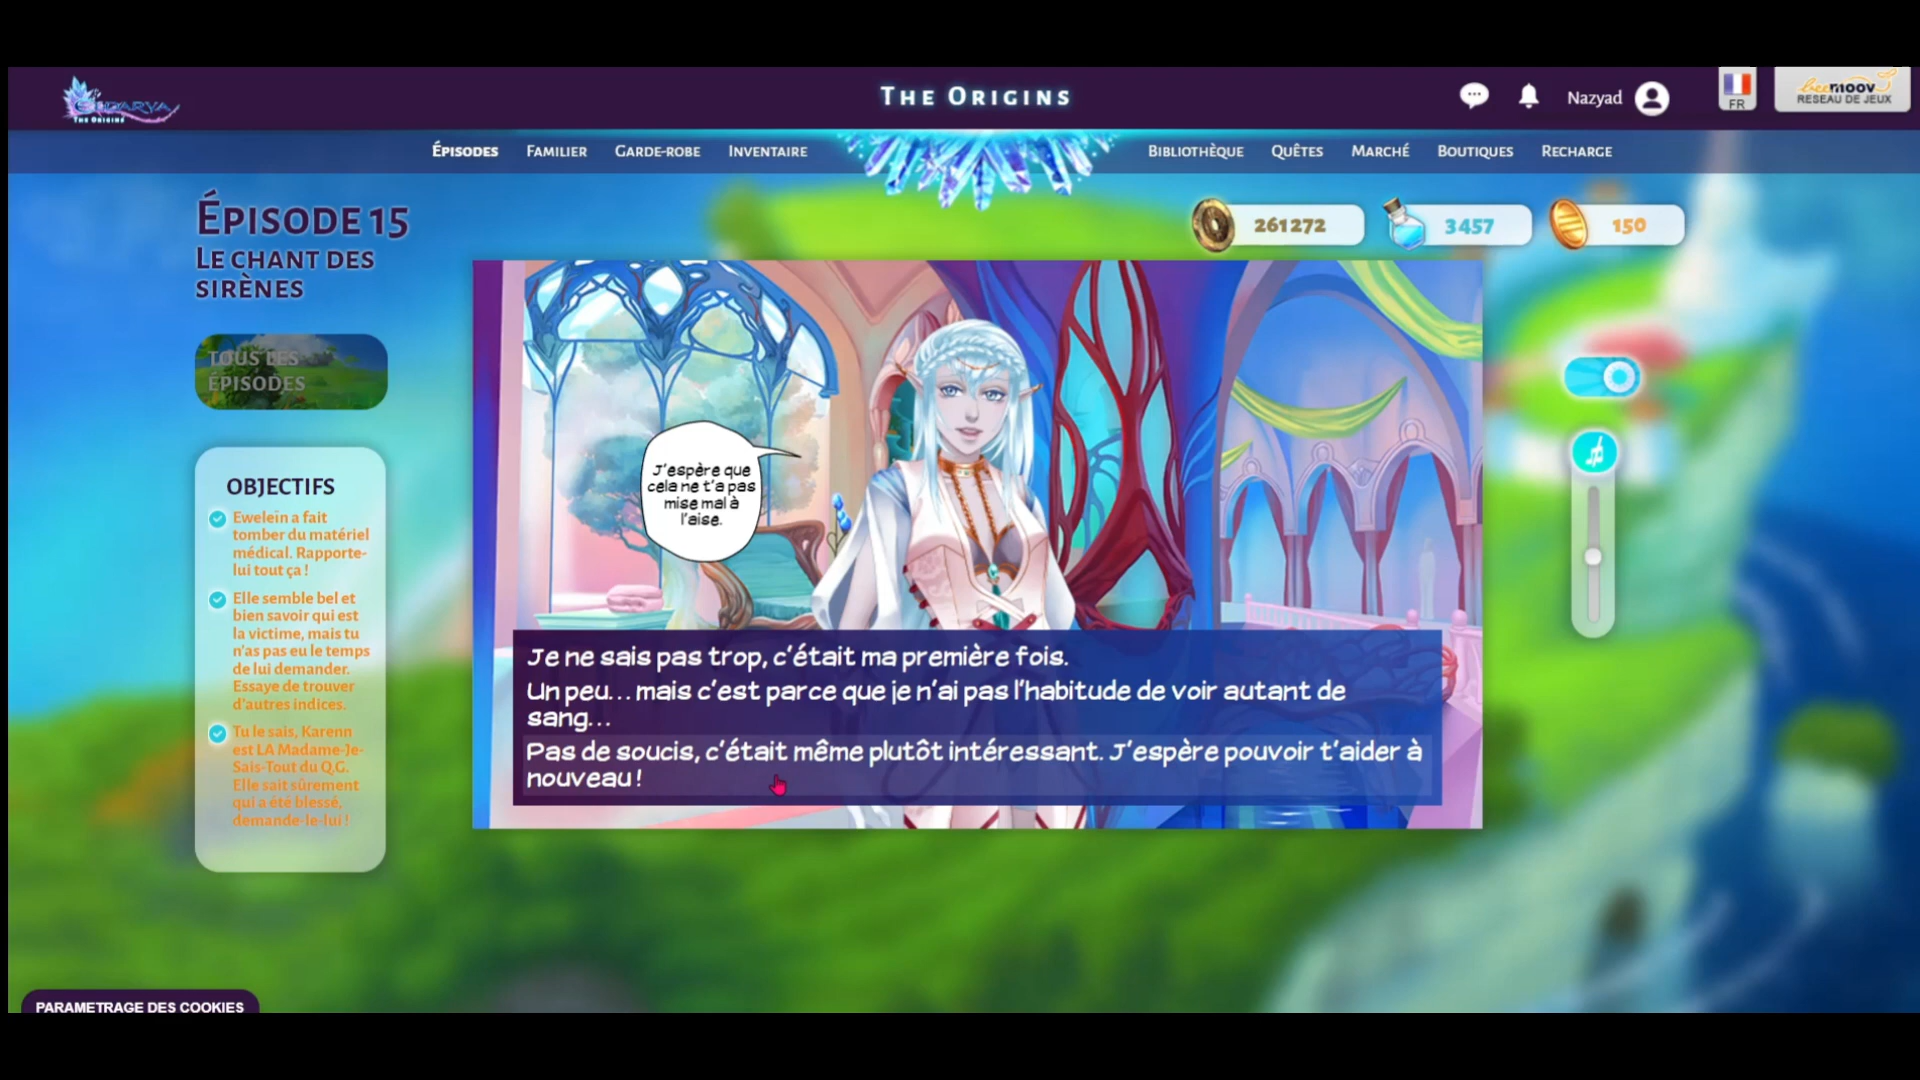 ELDARYA
THE ORIGINS
THE ORIGINS
Nazyad
FR
beemoov
RESEAU DE JEUX
ÉPISODES
FAMILIER
GARDE-ROBE
INVENTAIRE
BIBLIOTHÈQUE
QUÊTES
MARCHÉ
BOUTIQUES
RECHARGE
ÉPISODE 15
LE CHANT DES
SIRÈNES
261272
3457
150
TOUS LES
ÉPISODES
OBJECTIFS
Ewelein a fait
tomber du matériel
médical. Rapporte-
lui tout ça !
Elle semble bel et
bien savoir qui est
la victime, mais tu
n'as pas eu le temps
de lui demander.
Essaye de trouver
d'autres indices.
Tu le sais, Karenn
est LA Madame-Je-
Sais-Tout du Q.G.
Elle sait sûrement
qui a été blessé,
demande-le-lui !
J'espère que
cela ne t'a pas
mise mal à
l'aise.
Je ne sais pas trop, c'était ma première fois.
Un peu... mais c'est parce que je n'ai pas l'habitude de voir autant de
sang...
Pas de soucis, c'était même plutôt intéressant. J'espère pouvoir t'aider à
nouveau !
PARAMETRAGE DES COOKIES